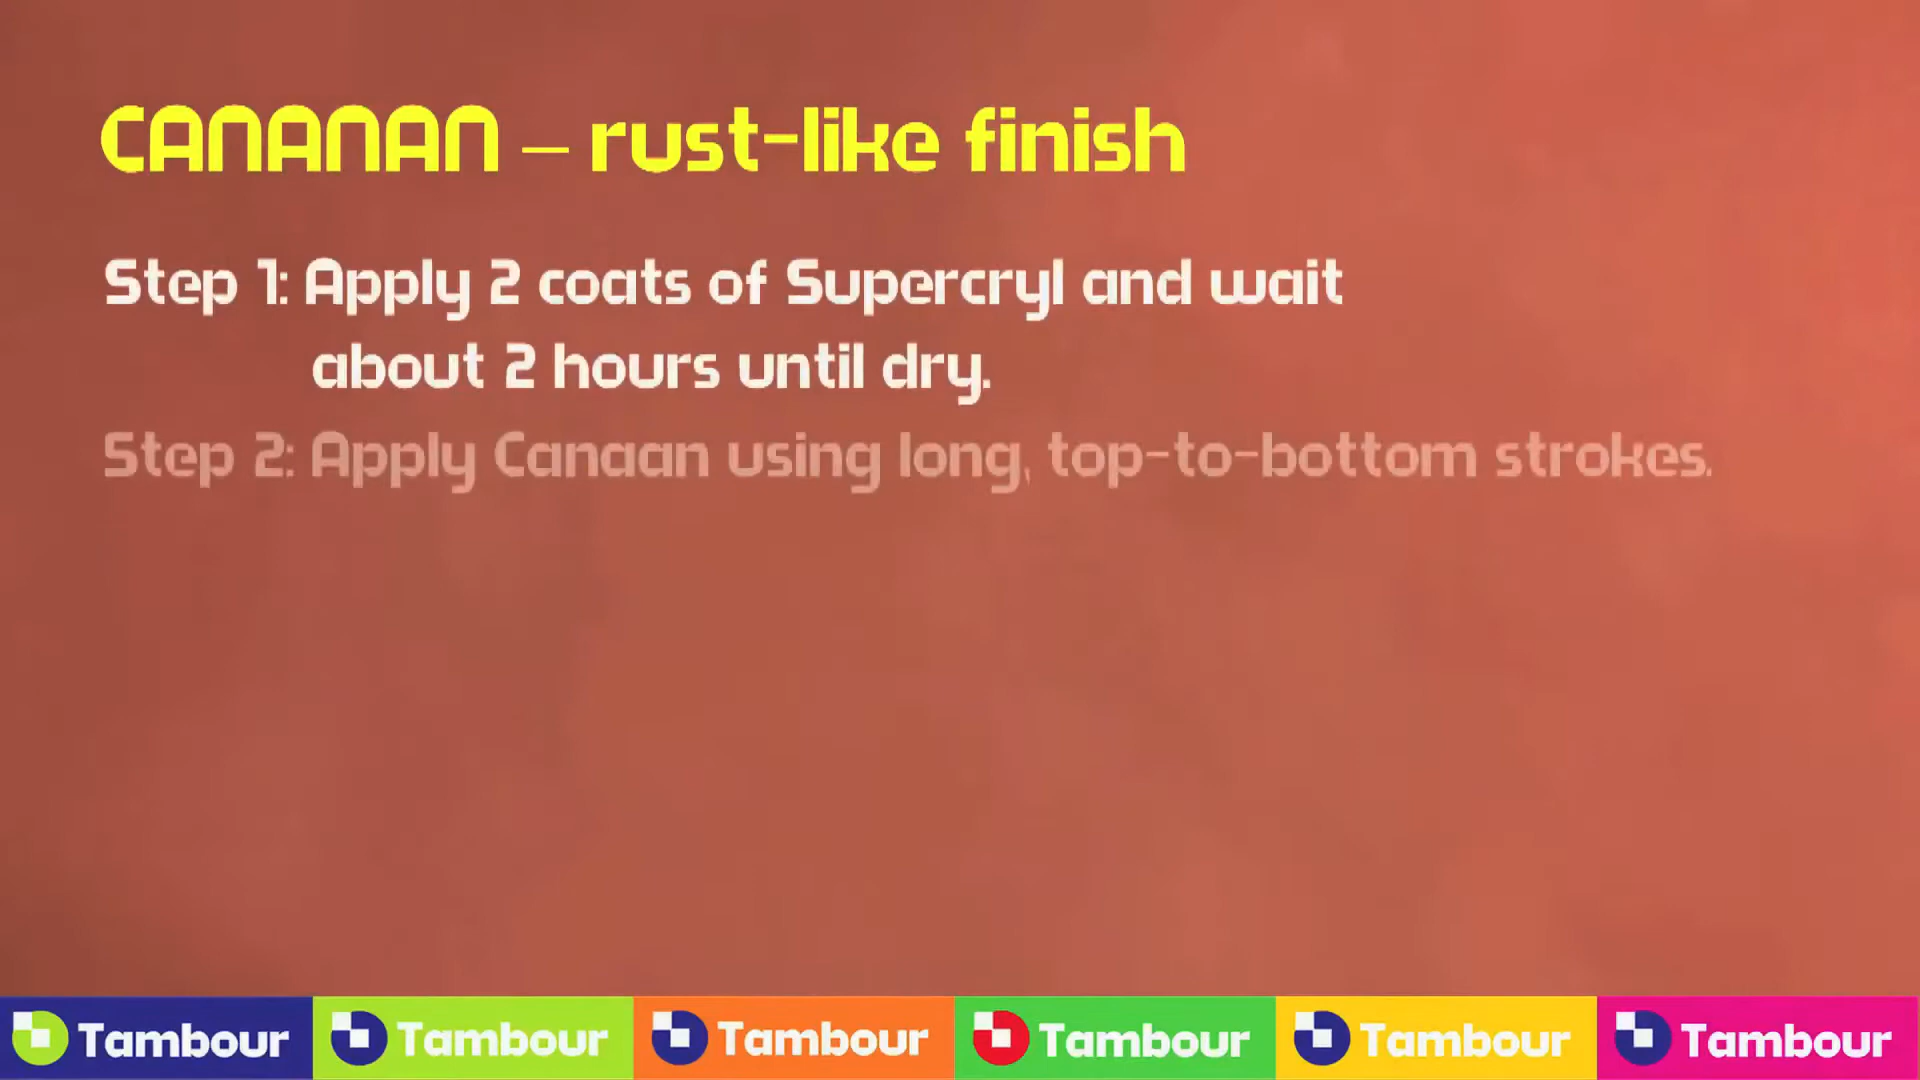 CANANAN – rust-like finish
Step 1: Apply 2 coats of Supercryl and wait
about 2 hours until dry.
Step 2: Apply Canaan using long, top-to-bottom strokes.
Tambour Tambour Tambour Tambour Tambour Tambour